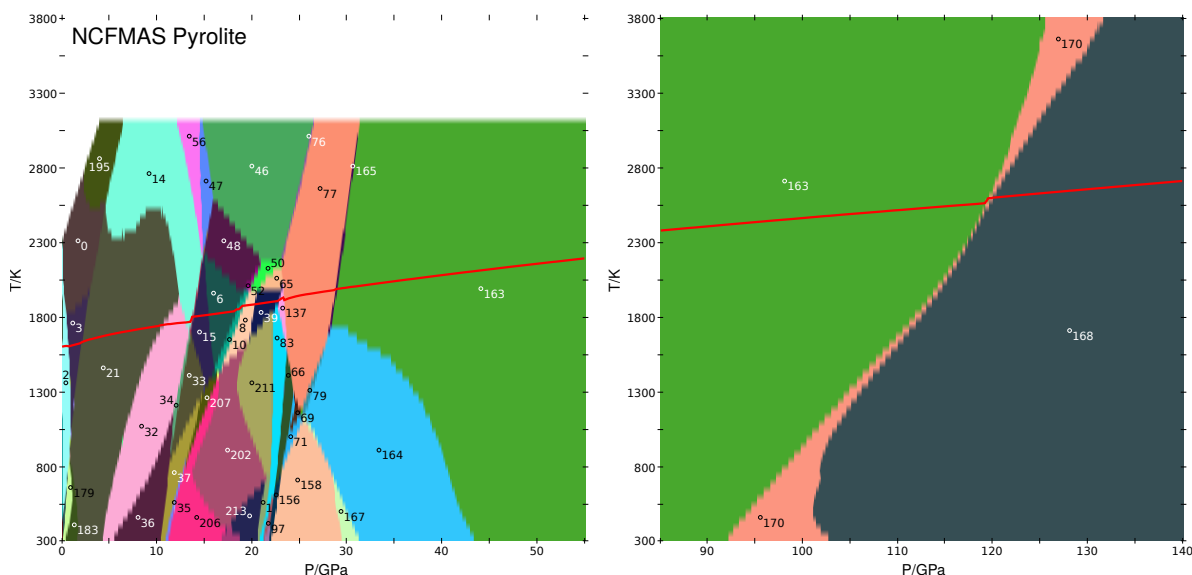 NCFMAS Pyrolite
3800 3300 2800 2300 1800 1300 800 300
T/K
0 10 20 30 40 50
P/GPa
195 14 56 47 46 76 77 165
0 48 50 65 52 6 39 137 163
3 15 8 10 83
2 21 33 34 207 211 66 79
32 69 71 202 164
179 37 35 213 1 156 158 167
183 36 206 97
3800 3300 2800 2300 1800 1300 800 300
T/K
90 100 110 120 130 140
P/GPa
170
163
168
170